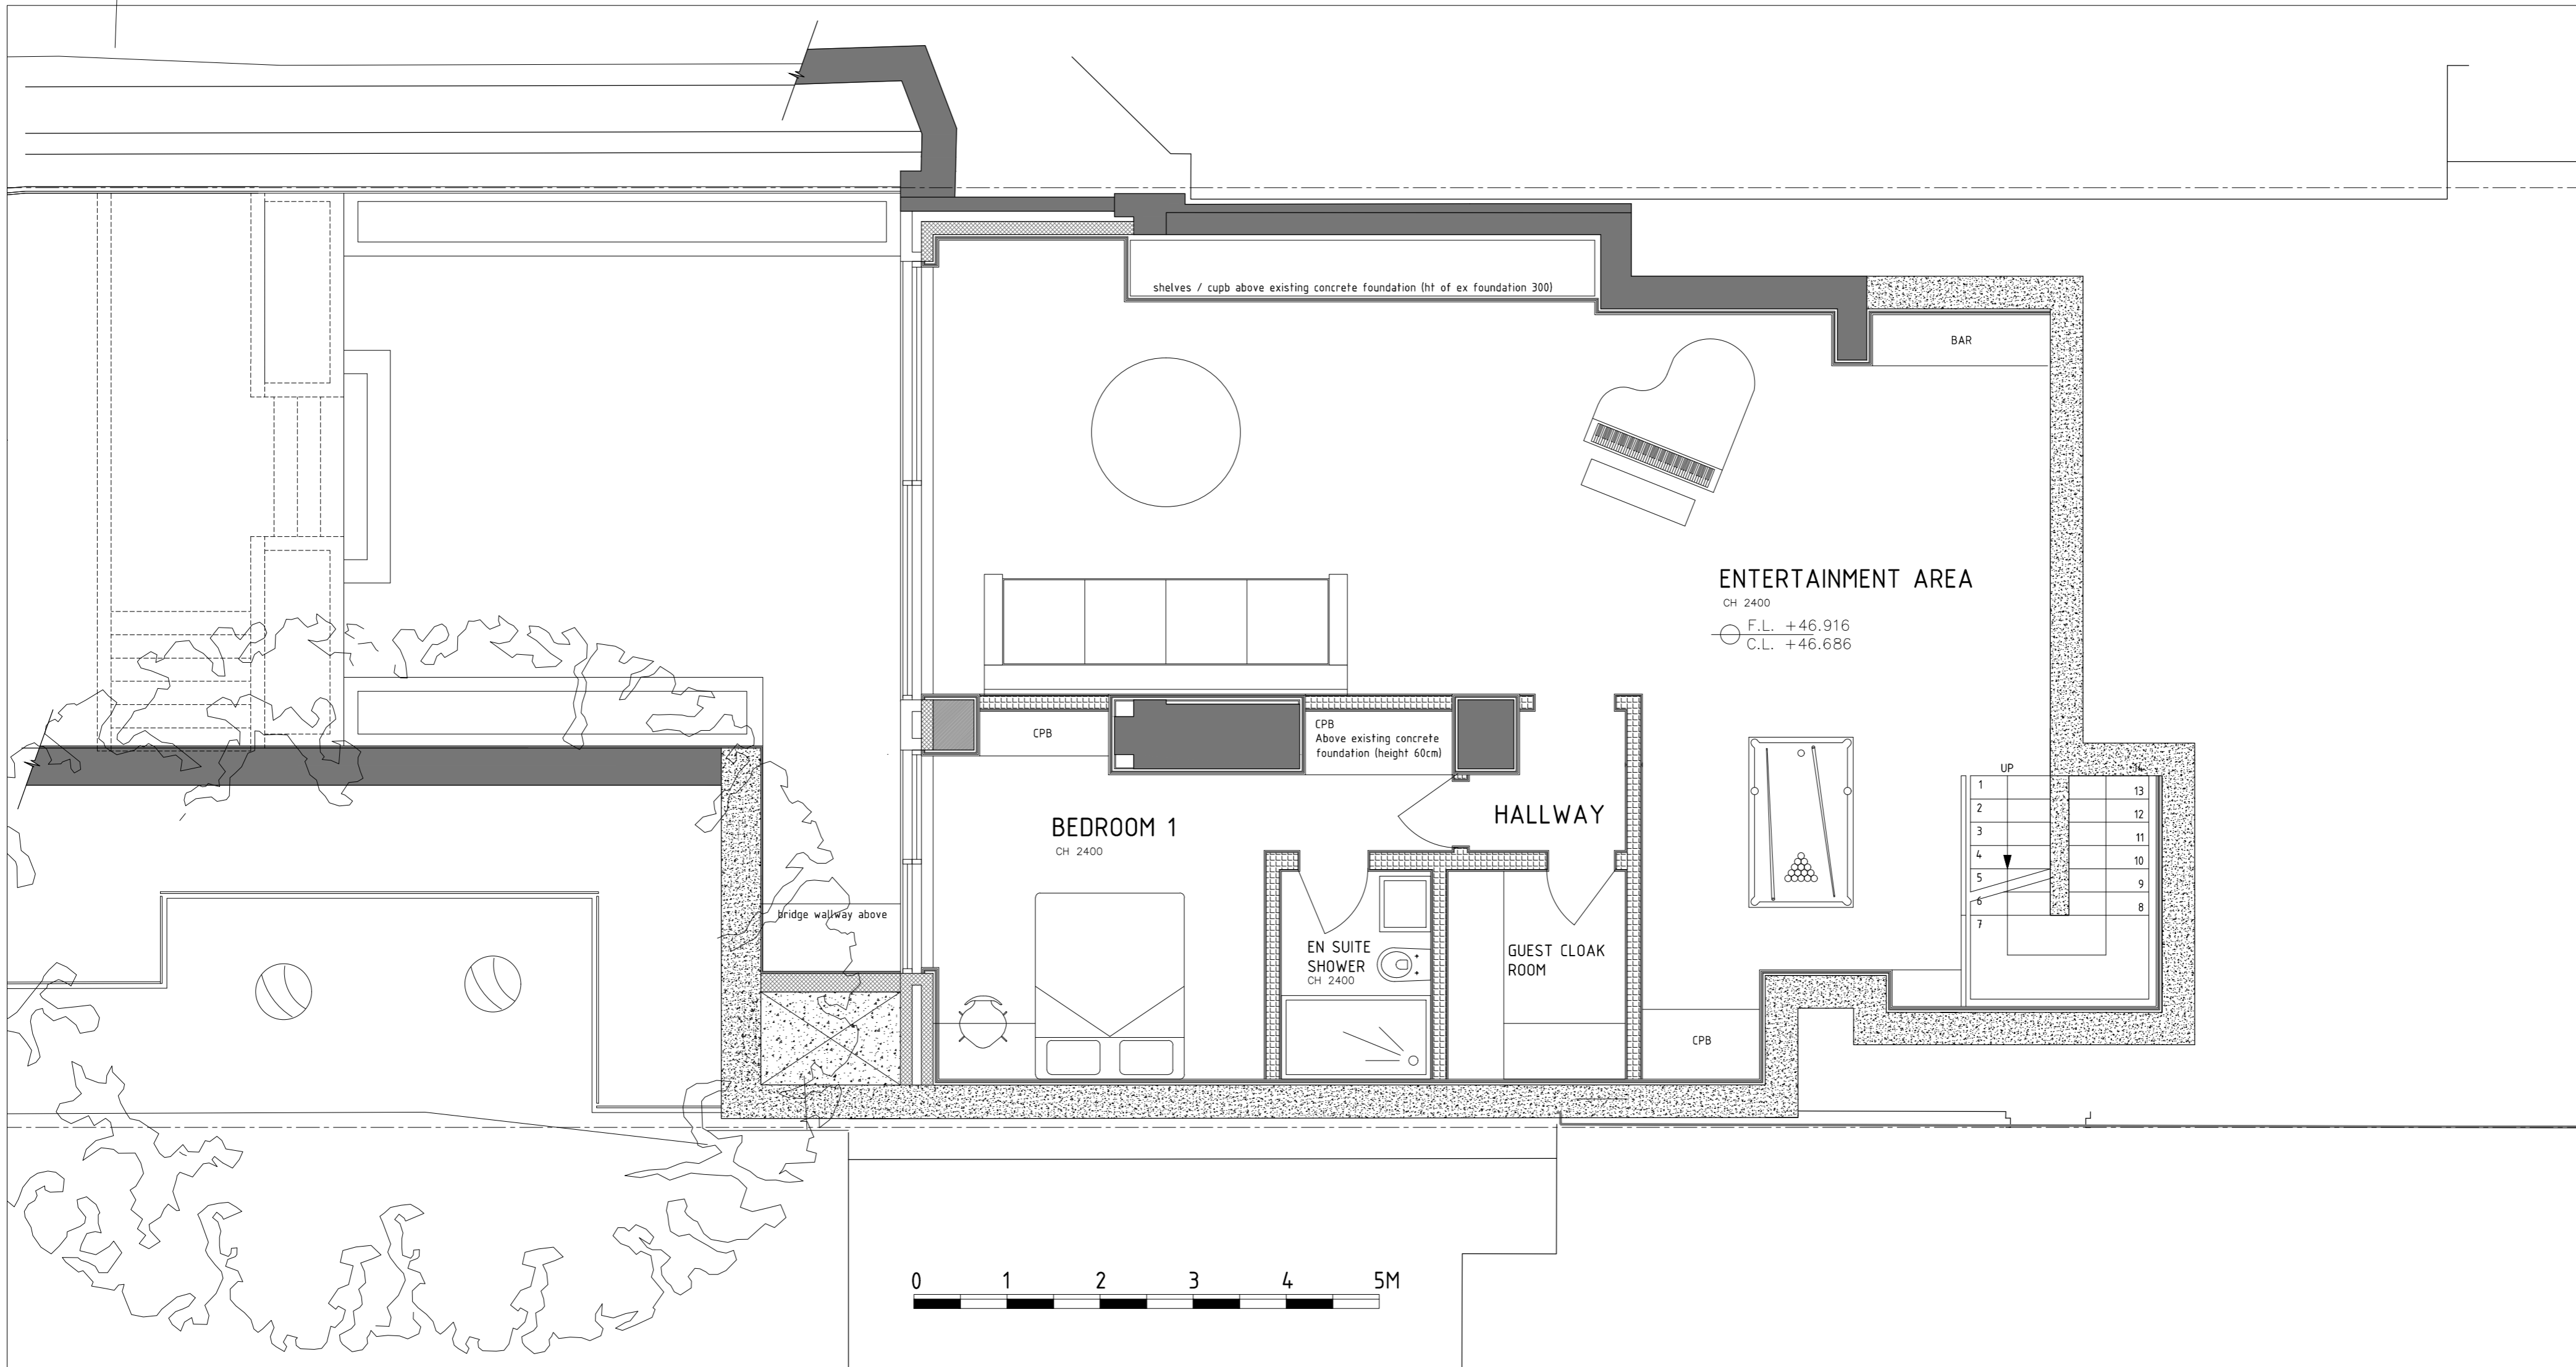 shelves / cupb above existing concrete foundation (ht of ex foundation 300)
BAR
ENTERTAINMENT AREA
CH 2400
F.L. +46.916
C.L. +46.686
CPB
CPB
Above existing concrete
foundation (height 60cm)
UP
14
1
2
3
4
5
6
7
13
12
11
10
9
8
HALLWAY
BEDROOM 1
CH 2400
bridge wallway above
EN SUITE
SHOWER
CH 2400
GUEST CLOAK
ROOM
CPB
0 1 2 3 4 5M